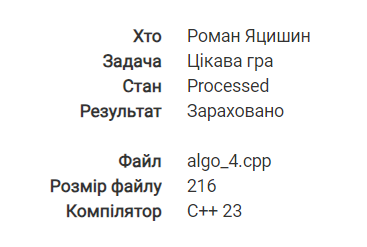 Хто Роман Яцишин
Задача Цікава гра
Стан Processed
Результат Зараховано
Файл algo_4.cpp
Розмір файлу 216
Компілятор C++ 23